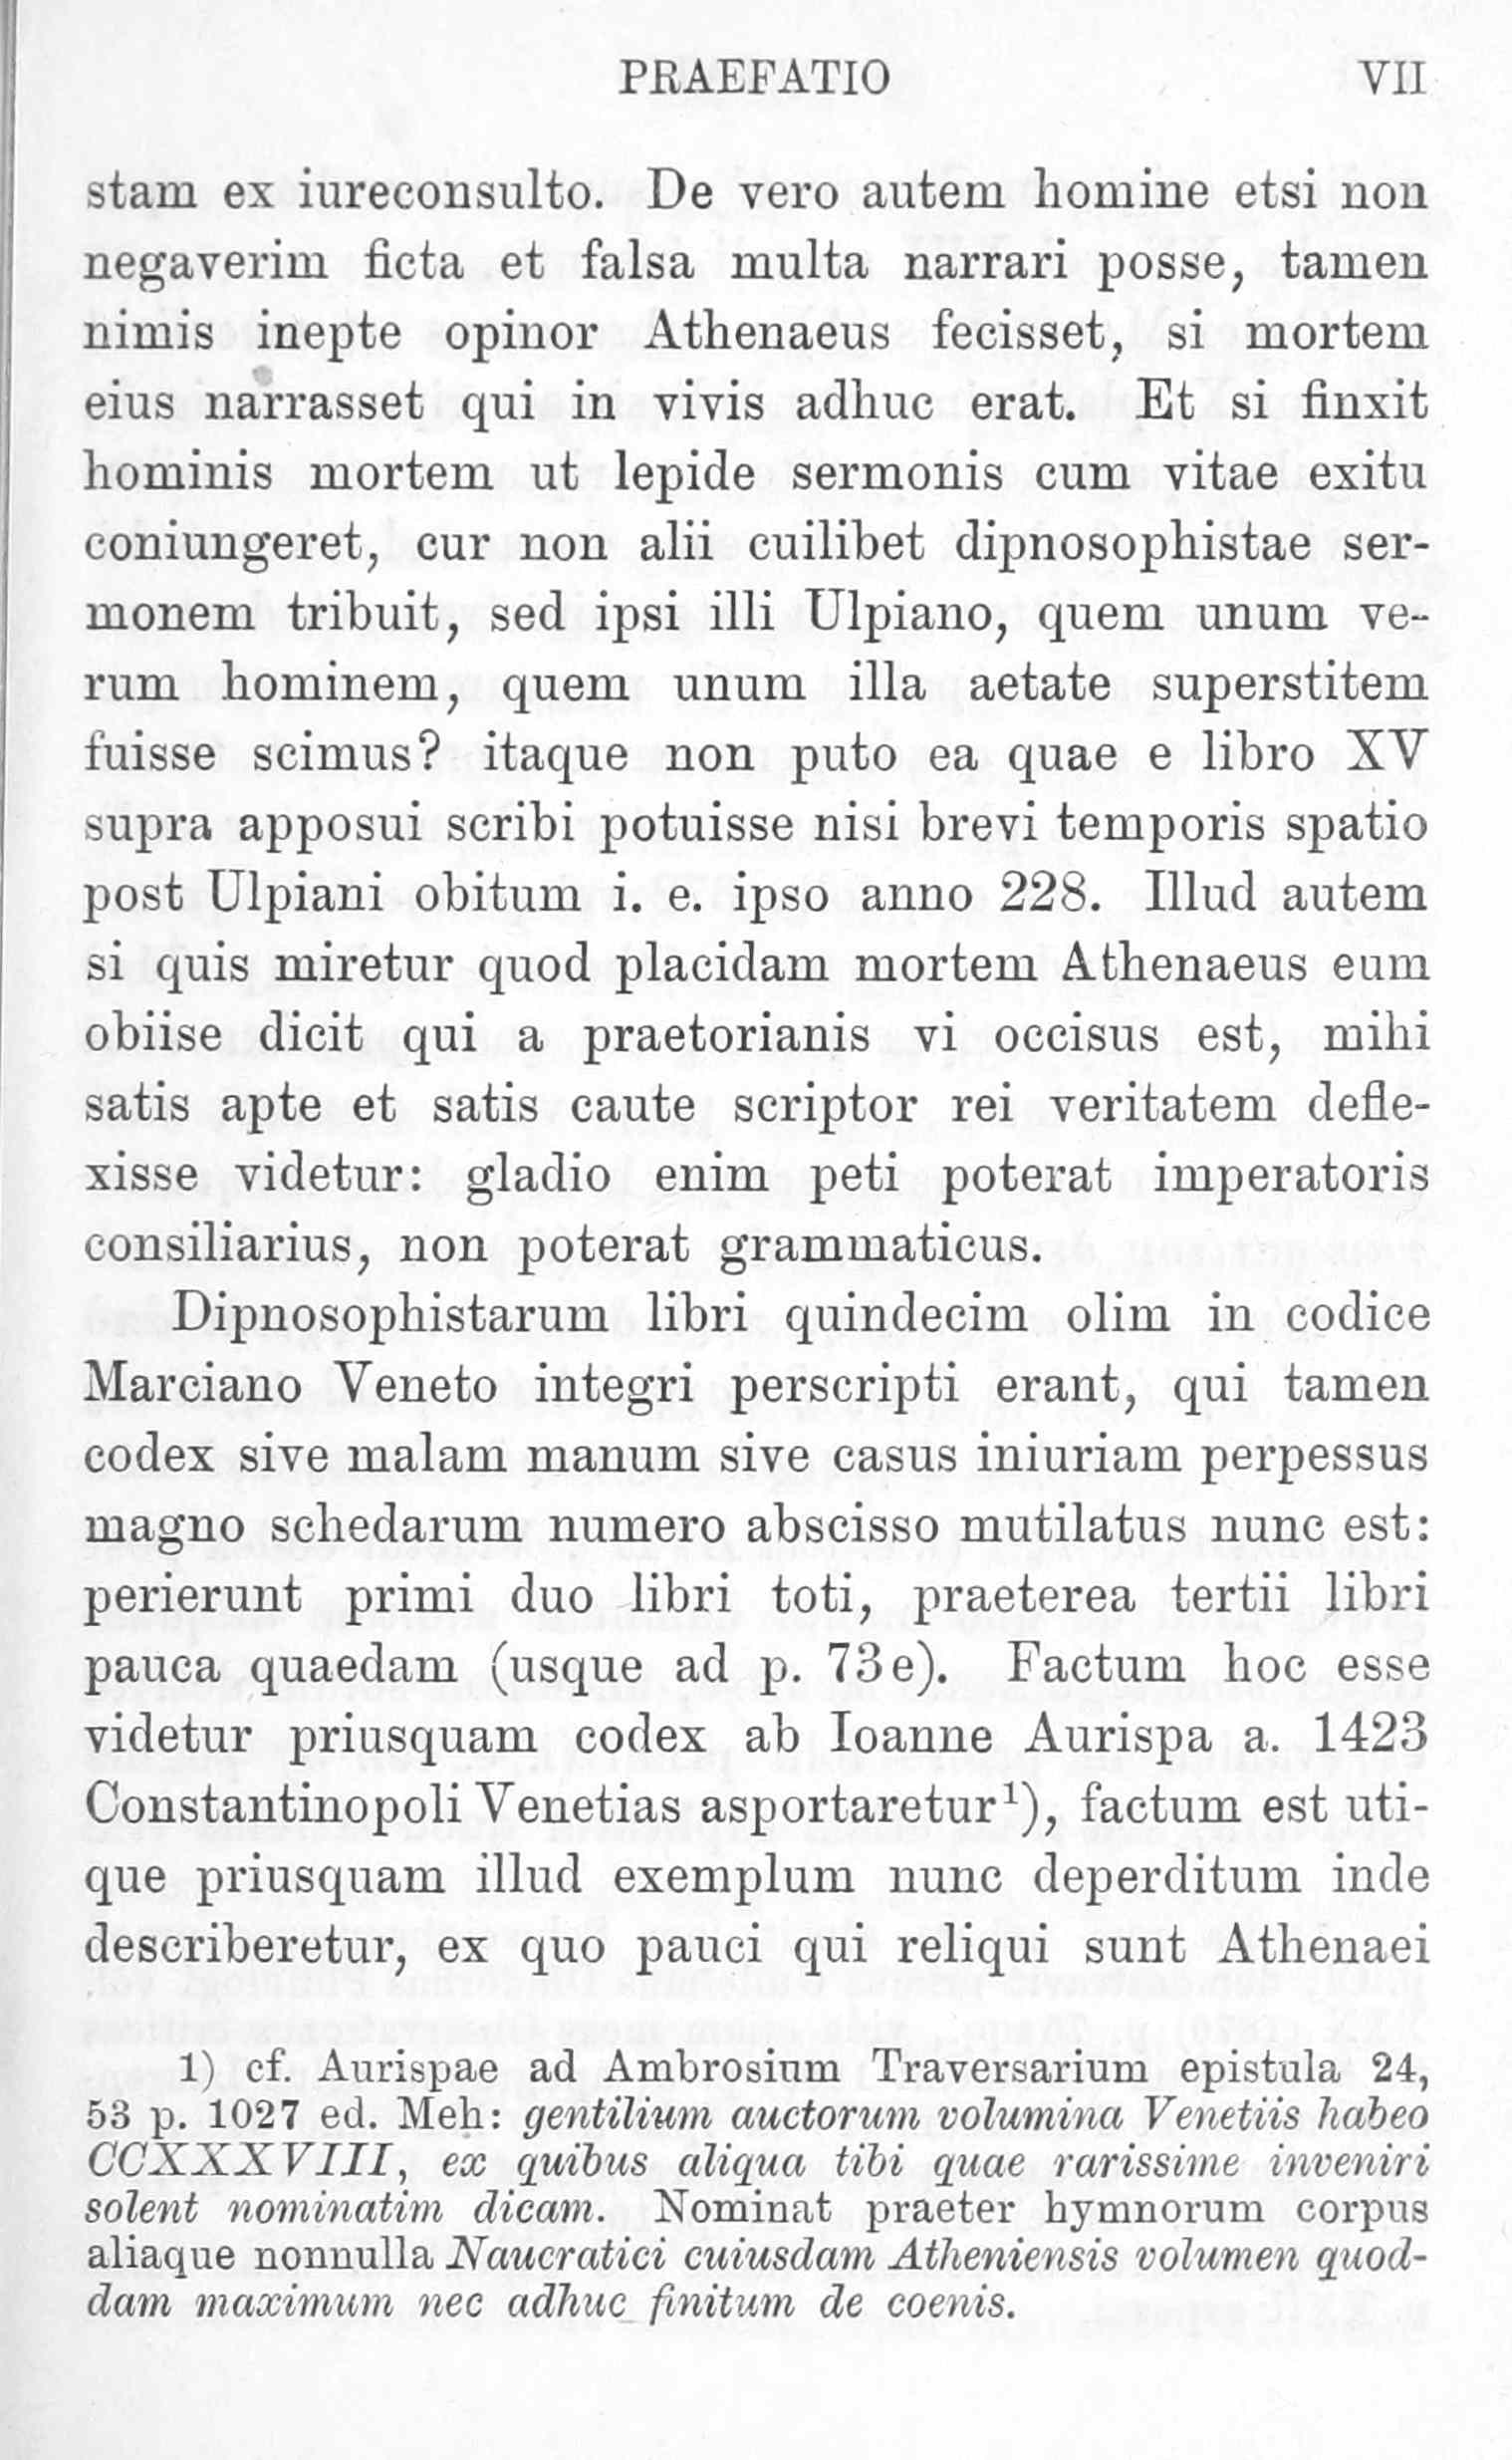 PRAEFATIO VII
stam ex iureconsulto. De vero autem homine etsi non
negaverim ficta et falsa multa narrari posse, tamen
nimis inepte opinor Athenaeus fecisset, si mortem
eius narrasset qui in vivis adhuc erat. Et si finxit
hominis mortem ut lepide sermonis cum vitae exitu
coniungeret, cur non alii cuilibet dipnosophistae ser-
monem tribuit, sed ipsi illi Ulpiano, quem unum ve-
rum hominem, quem unum illa aetate superstitem
fuisse scimus? itaque non puto ea quae e libro XV
supra apposui scribi potuisse nisi brevi temporis spatio
post Ulpiani obitum i. e. ipso anno 228. Illud autem
si quis miretur quod placidam mortem Athenaeus eum
obiise dicit qui a praetorianis vi occisus est, mihi
satis apte et satis caute scriptor rei veritatem defle-
xisse videtur: gladio enim peti poterat imperatoris
consiliarius, non poterat grammaticus.
Dipnosophistarum libri quindecim olim in codice
Marciano Veneto integri perscripti erant, qui tamen
codex sive malam manum sive casus iniuriam perpessus
magno schedarum numero abscisso mutilatus nunc est:
perierunt primi duo libri toti, praeterea tertii libri
pauca quaedam (usque ad p. 73e). Factum hoc esse
videtur priusquam codex ab Ioanne Aurispa a. 1423
Constantinopoli Venetias asportaretur¹), factum est uti-
que priusquam illud exemplum nunc deperditum inde
describeretur, ex quo pauci qui reliqui sunt Athenaei
1) cf. Aurispae ad Ambrosium Traversarium epistula 24,
53 p. 1027 ed. Meh: gentilium auctorum volumina Venetiis habeo
CCXXXVIII, ex quibus aliqua tibi quae rarissime inveniri
solent nominatim dicam. Nominat praeter hymnorum corpus
aliaque nonnulla Naucratici cuiusdam Atheniensis volumen quod-
dam maximum nec adhuc finitum de coenis.